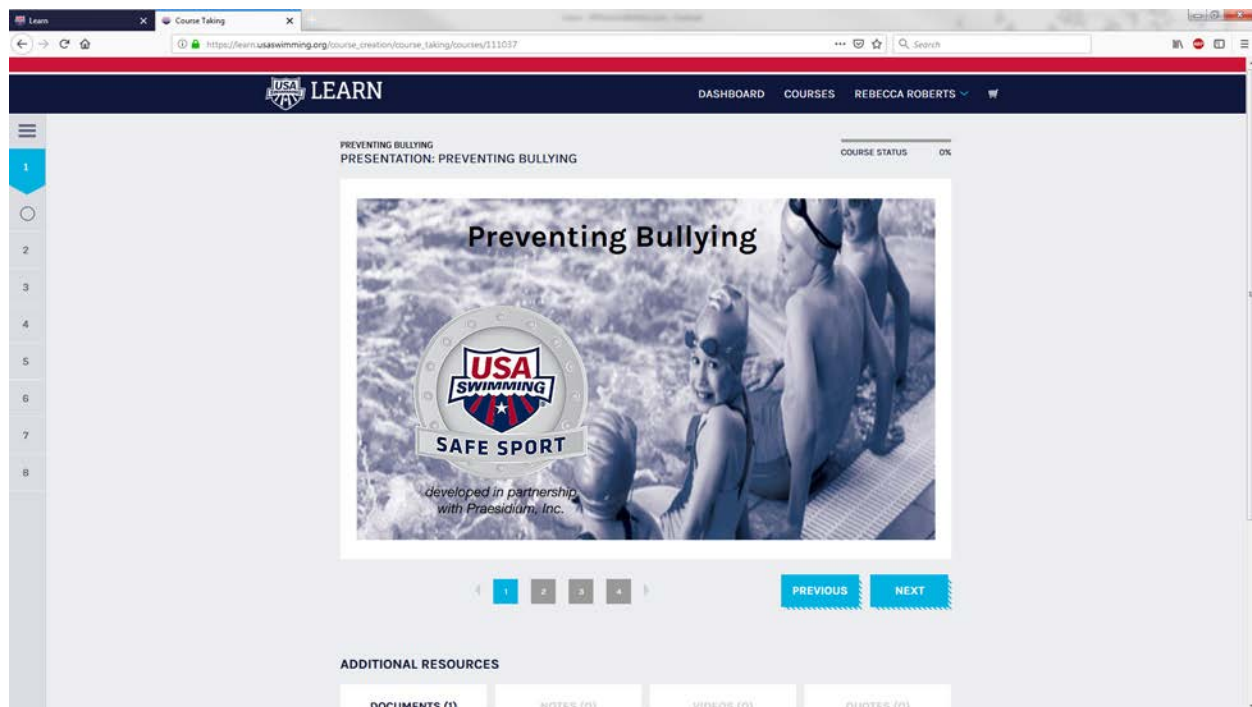 Learn
Course Taking
https://learn.usaswimming.org/course_creation/course_taking/courses/111037
Search
USA LEARN
DASHBOARD COURSES REBECCA ROBERTS
PREVENTING BULLYING
PRESENTATION: PREVENTING BULLYING
COURSE STATUS 0%
1
2
3
4
5
6
7
8
Preventing Bullying
USA
SWIMMING
SAFE SPORT
developed in partnership
with Praesidium, Inc.
1 2 3 4
PREVIOUS NEXT
ADDITIONAL RESOURCES
DOCUMENTS (1) NOTES (0) VIDEOS (0) QUOTES (0)